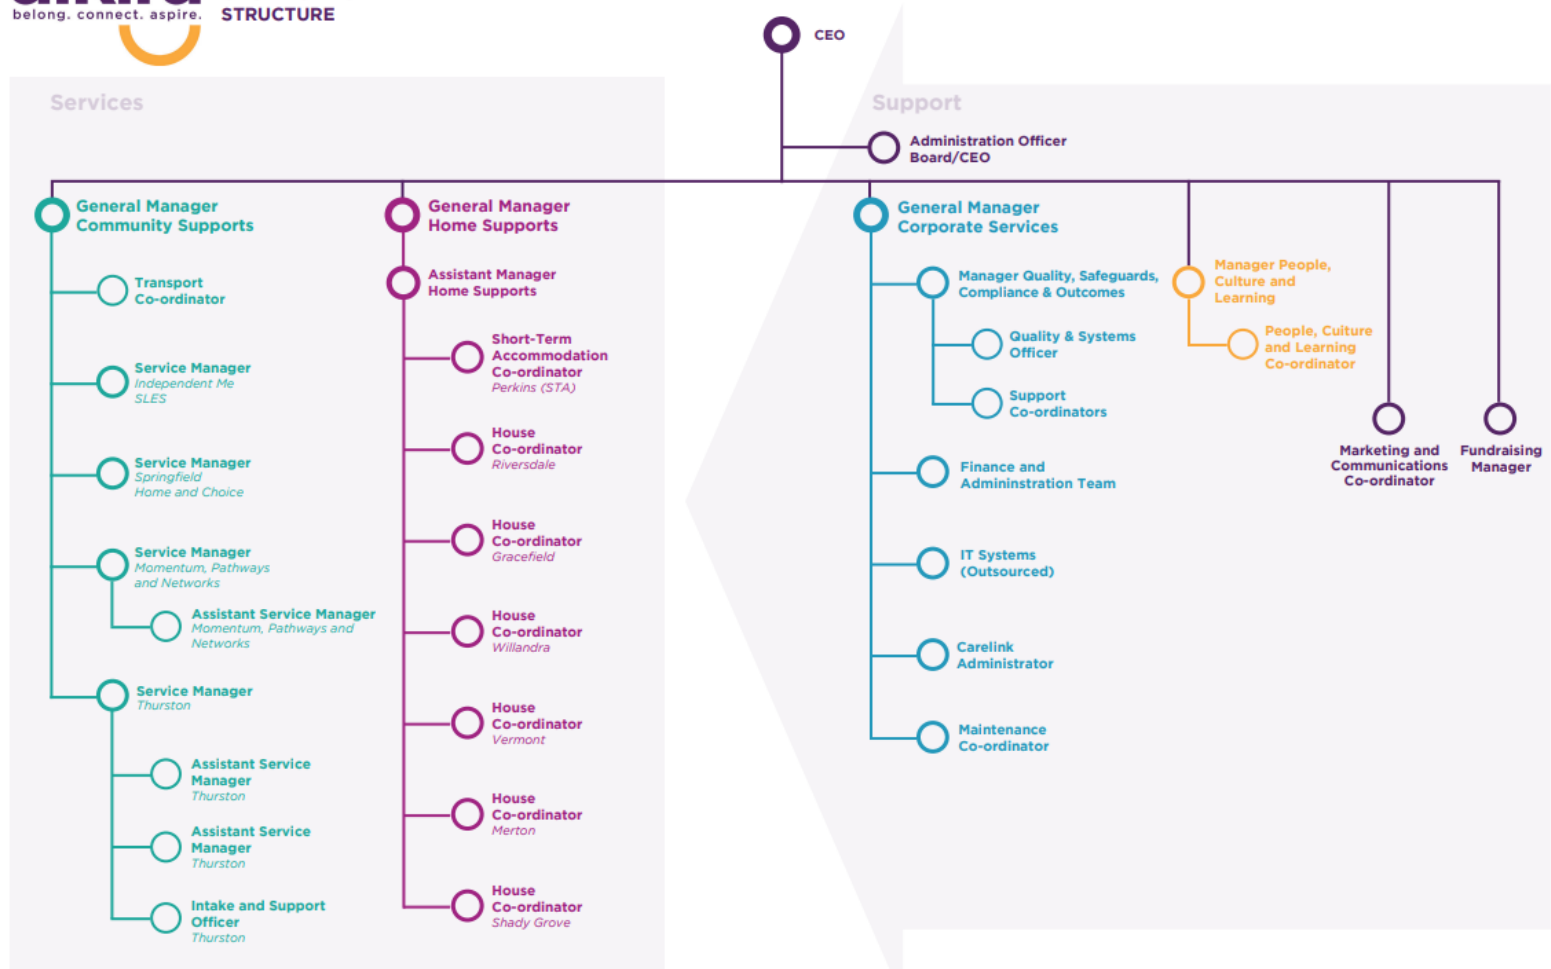 belong. connect. aspire.
STRUCTURE
CEO
Services
Support
Administration Officer
Board/CEO
General Manager
Community Supports
Transport
Co-ordinator
Service Manager
Independent Me
SLES
Service Manager
Springfield
Home and Choice
Service Manager
Momentum, Pathways
and Networks
Assistant Service Manager
Momentum, Pathways and
Networks
Service Manager
Thurston
Assistant Service
Manager
Thurston
Assistant Service
Manager
Thurston
Intake and Support
Officer
Thurston
General Manager
Home Supports
Assistant Manager
Home Supports
Short-Term
Accommodation
Co-ordinator
Perkins (STA)
House
Co-ordinator
Riversdale
House
Co-ordinator
Gracefield
House
Co-ordinator
Willandra
House
Co-ordinator
Vermont
House
Co-ordinator
Merton
House
Co-ordinator
Shady Grove
General Manager
Corporate Services
Manager Quality, Safeguards,
Compliance & Outcomes
Quality & Systems
Officer
Support
Co-ordinators
Finance and
Admininstration Team
IT Systems
(Outsourced)
Carelink
Administrator
Maintenance
Co-ordinator
Manager People,
Culture and
Learning
People, Culture
and Learning
Co-ordinator
Marketing and
Communications
Co-ordinator
Fundraising
Manager